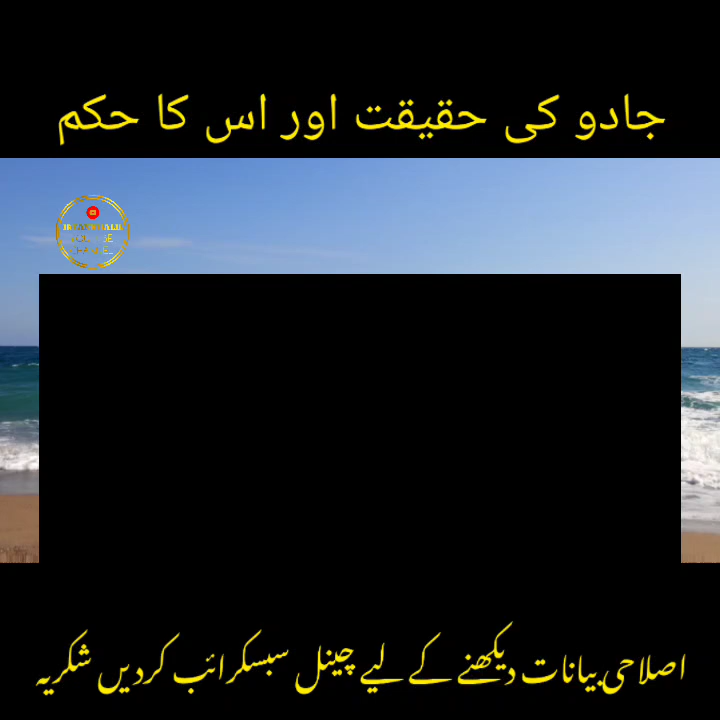 جادو کی حقیقت اور اس کا حکم
اصلاحی بیانات دیکھنے کے لیے چینل سبسکرائب کردیں شکریہ